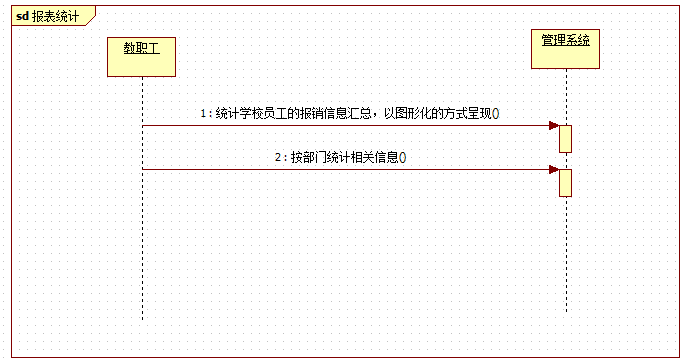 sd 报表统计
教职工
管理系统
1 : 统计学校员工的报销信息汇总，以图形化的方式呈现()
2 : 按部门统计相关信息()